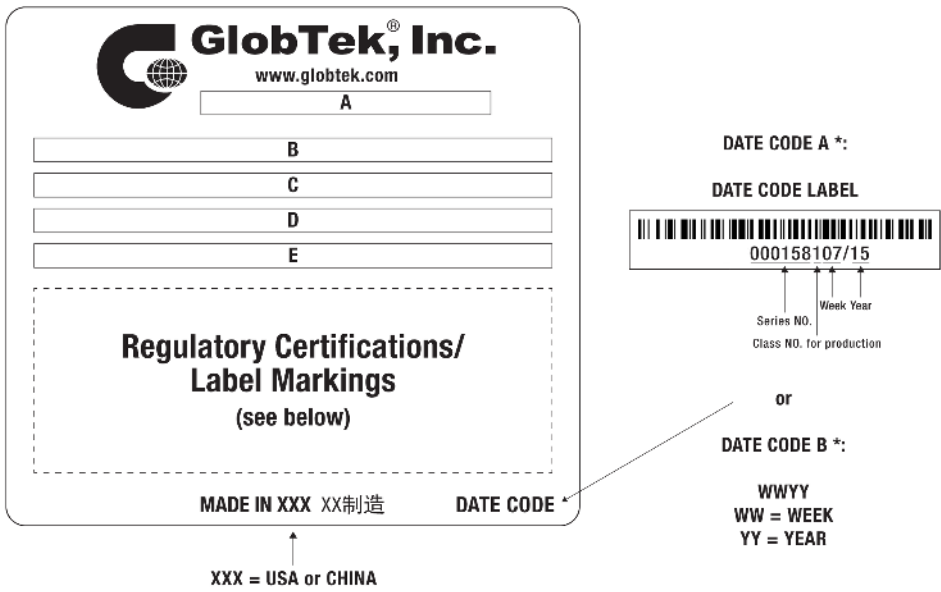 GlobTek,® Inc.
www.globtek.com
A
B
C
D
E
Regulatory Certifications/
Label Markings
(see below)
MADE IN XXX XX制造 DATE CODE
XXX = USA or CHINA
DATE CODE A *:
DATE CODE LABEL
000158107/15
Week Year
Series NO.
Class NO. for production
or
DATE CODE B *:
WWYY
WW = WEEK
YY = YEAR